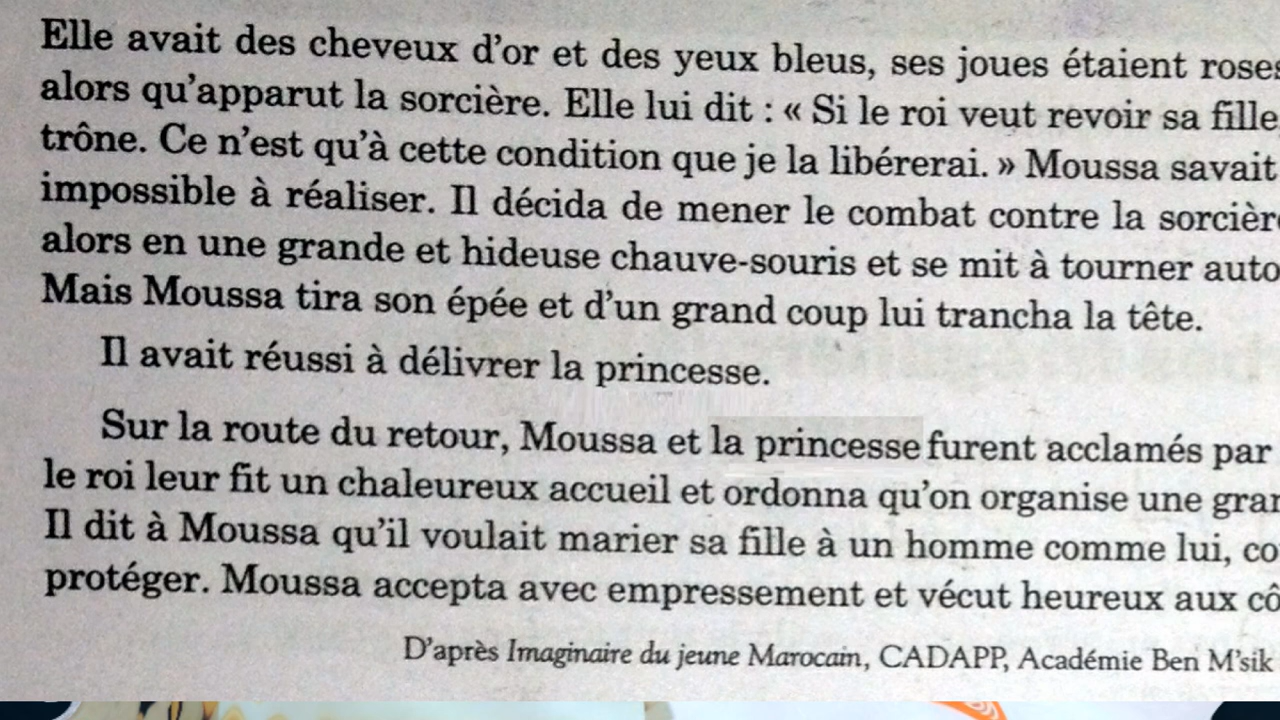 Elle avait des cheveux d'or et des yeux bleus, ses joues étaient roses
alors qu'apparut la sorcière. Elle lui dit : « Si le roi veut revoir sa fille
trône. Ce n'est qu'à cette condition que je la libérerai. » Moussa savait
impossible à réaliser. Il décida de mener le combat contre la sorcière
alors en une grande et hideuse chauve-souris et se mit à tourner auto
Mais Moussa tira son épée et d'un grand coup lui trancha la tête.
Il avait réussi à délivrer la princesse.
Sur la route du retour, Moussa et la princesse furent acclamés par
le roi leur fit un chaleureux accueil et ordonna qu'on organise une gran
Il dit à Moussa qu'il voulait marier sa fille à un homme comme lui, co
protéger. Moussa accepta avec empressement et vécut heureux aux cô
D'après Imaginaire du jeune Marocain, CADAPP, Académie Ben M'sik